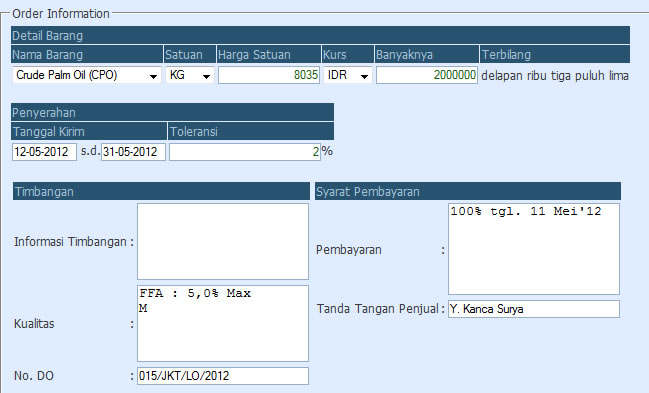 Order Information
Detail Barang
Nama Barang Satuan Harga Satuan Kurs Banyaknya Terbilang
Crude Palm Oil (CPO) KG 8035 IDR 2000000 delapan ribu tiga puluh lima
Penyerahan
Tanggal Kirim Toleransi
12-05-2012 s.d. 31-05-2012 2 %
Timbangan
Informasi Timbangan :
Kualitas : FFA : 5,0% Max
M
No. DO : 015/JKT/LO/2012
Syarat Pembayaran
Pembayaran : 100% tgl. 11 Mei'12
Tanda Tangan Penjual : Y. Kanca Surya